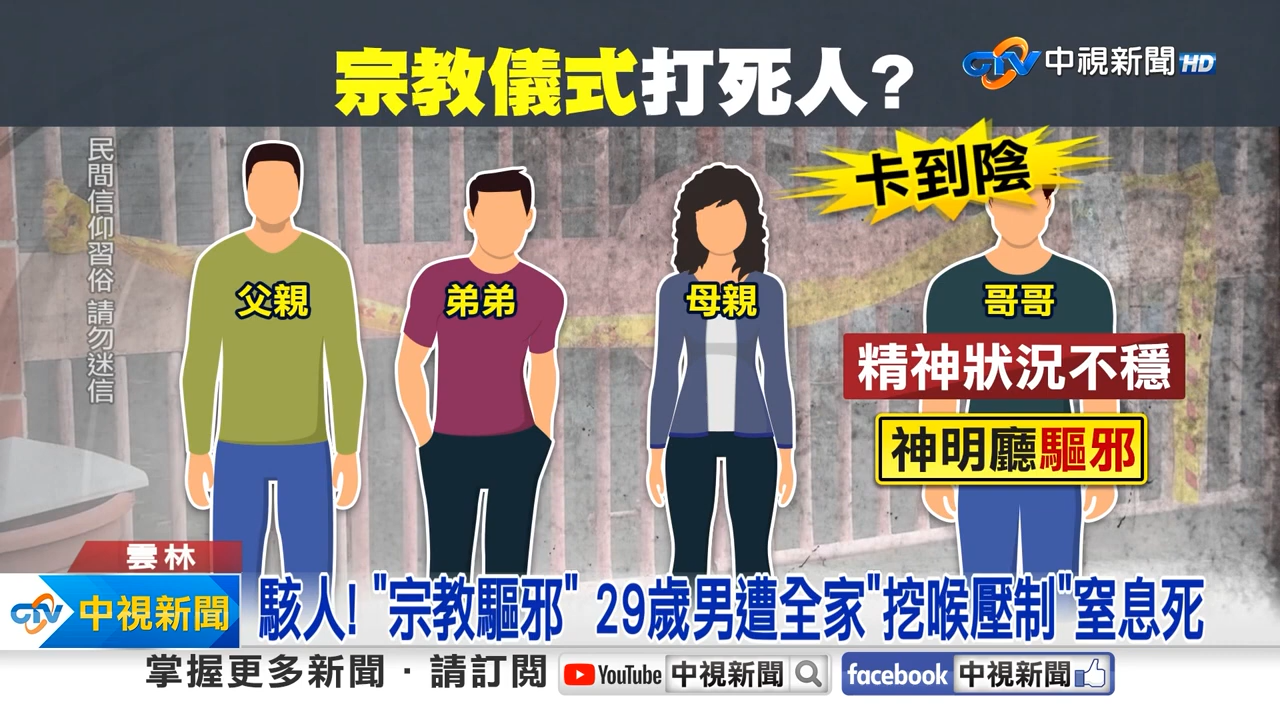 宗教儀式打死人?
CTV中視新聞HD
民間信仰習俗 請勿迷信
卡到陰
父親
弟弟
母親
哥哥
精神狀況不穩
神明廳驅邪
雲林
CTV 中視新聞
駭人! "宗教驅邪" 29歲男遭全家"挖喉壓制"窒息死
掌握更多新聞・請訂閱 YouTube 中視新聞 facebook 中視新聞